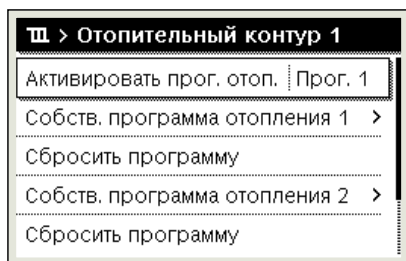 > Отопительный контур 1
Активировать прог. отоп. Прог. 1
Собств. программа отопления 1 >
Сбросить программу
Собств. программа отопления 2 >
Сбросить программу